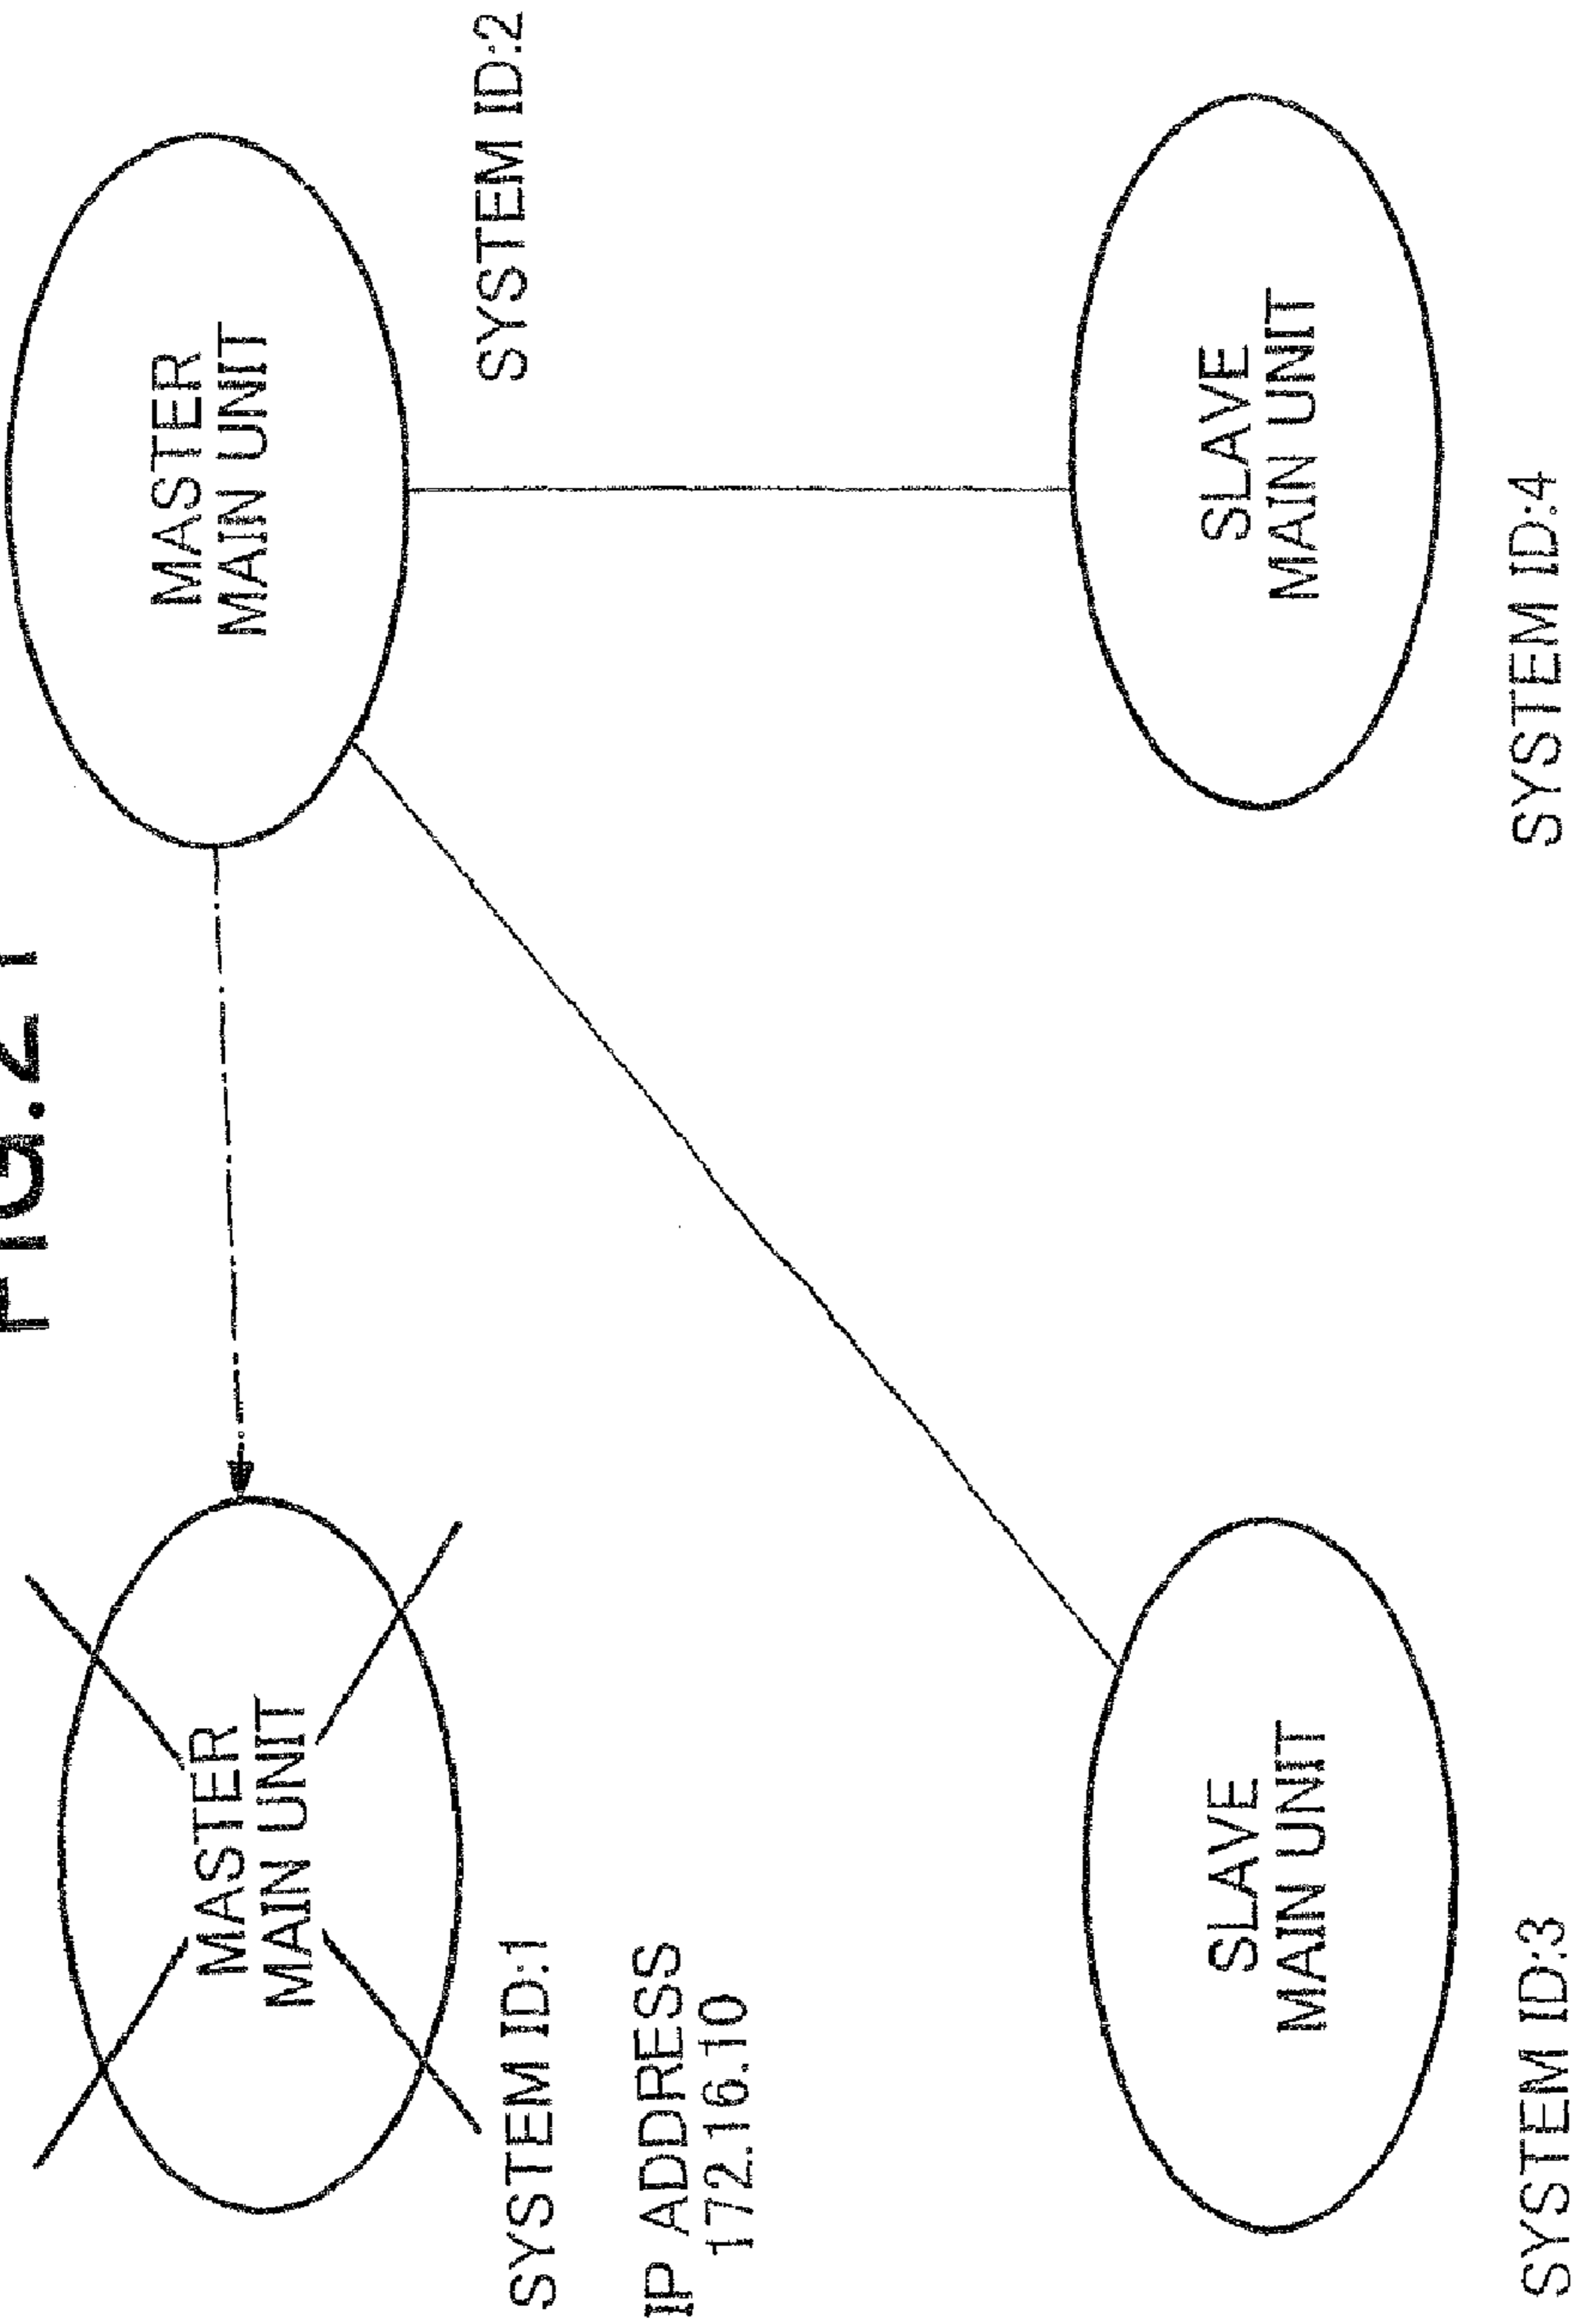 FIG.21
MASTER
MAIN UNIT
SYSTEM ID:1
IP ADDRESS
172.16.10
MASTER
MAIN UNIT
SYSTEM ID:2
SLAVE
MAIN UNIT
SYSTEM ID:3
SLAVE
MAIN UNIT
SYSTEM ID:4